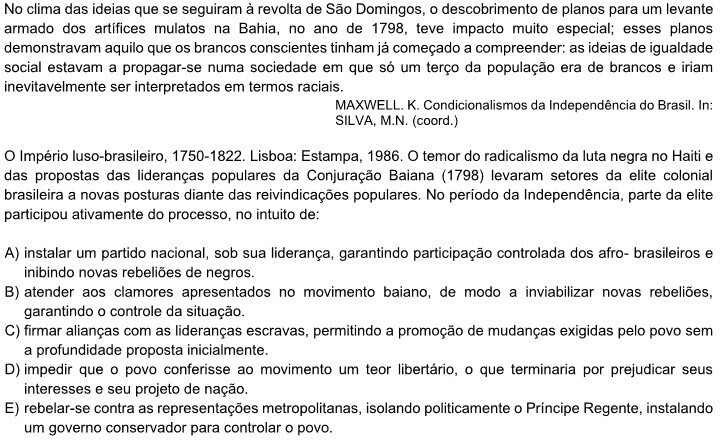 No clima das ideias que se seguiram à revolta de São Domingos, o descobrimento de planos para um levante
armado dos artífices mulatos na Bahia, no ano de 1798, teve impacto muito especial; esses planos
demonstravam aquilo que os brancos conscientes tinham já começado a compreender: as ideias de igualdade
social estavam a propagar-se numa sociedade em que só um terço da população era de brancos e iriam
inevitavelmente ser interpretados em termos raciais.
MAXWELL. K. Condicionalismos da Independência do Brasil. In:
SILVA, M.N. (coord.)
O Império luso-brasileiro, 1750-1822. Lisboa: Estampa, 1986. O temor do radicalismo da luta negra no Haiti e
das propostas das lideranças populares da Conjuração Baiana (1798) levaram setores da elite colonial
brasileira a novas posturas diante das reivindicações populares. No período da Independência, parte da elite
participou ativamente do processo, no intuito de:
A) instalar um partido nacional, sob sua liderança, garantindo participação controlada dos afro- brasileiros e
inibindo novas rebeliões de negros.
B) atender aos clamores apresentados no movimento baiano, de modo a inviabilizar novas rebeliões,
garantindo o controle da situação.
C) firmar alianças com as lideranças escravas, permitindo a promoção de mudanças exigidas pelo povo sem
a profundidade proposta inicialmente.
D) impedir que o povo conferisse ao movimento um teor libertário, o que terminaria por prejudicar seus
interesses e seu projeto de nação.
E) rebelar-se contra as representações metropolitanas, isolando politicamente o Príncipe Regente, instalando
um governo conservador para controlar o povo.